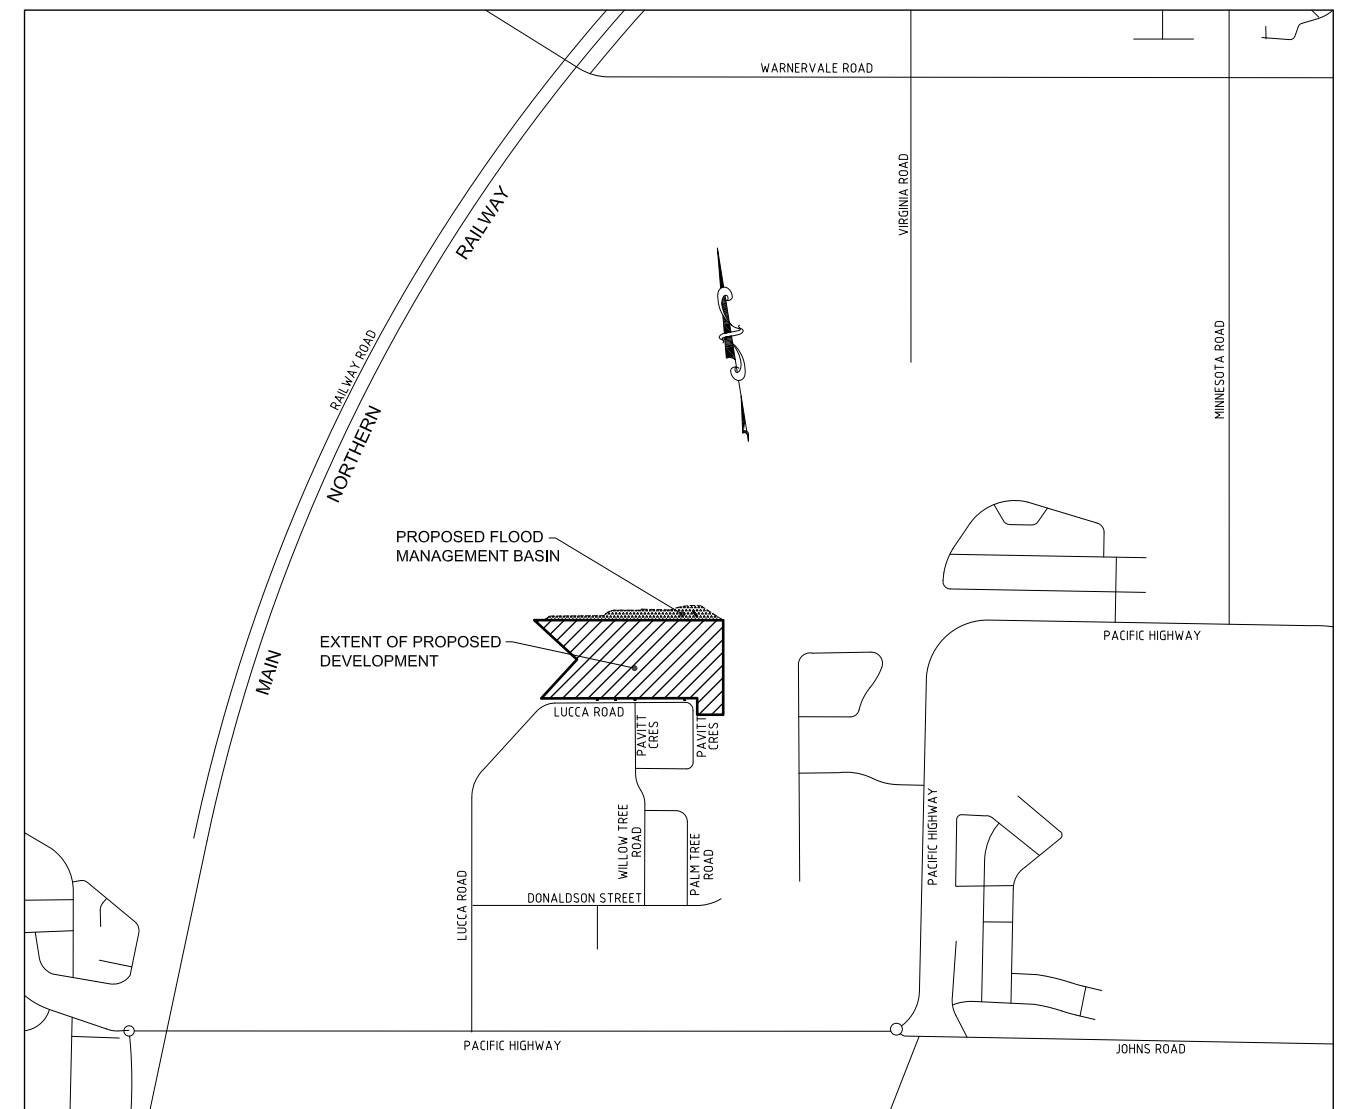 WARNERVALE ROAD
VIRGINIA ROAD
RAILWAY
RAILWAY ROAD
MINNESOTA ROAD
NORTHERN
PROPOSED FLOOD
MANAGEMENT BASIN
EXTENT OF PROPOSED
DEVELOPMENT
PACIFIC HIGHWAY
MAIN
LUCCA ROAD
PAVITT
CRES
PAVITT
CRES
WILLOW TREE
ROAD
PALM TREE
ROAD
PACIFIC HIGHWAY
DONALDSON STREET
LUCCA ROAD
PACIFIC HIGHWAY
JOHNS ROAD